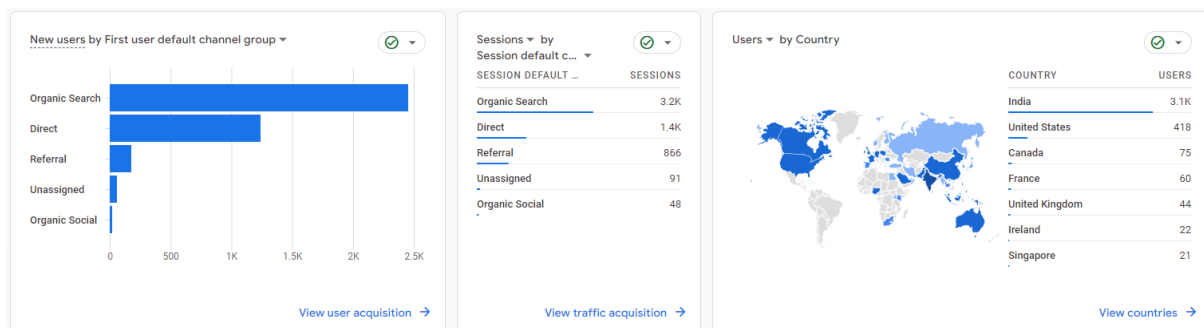 New users by First user default channel group
Organic Search
Direct
Referral
Unassigned
Organic Social
0 500 1K 1.5K 2K 2.5K
View user acquisition
Sessions by
Session default c...
SESSION DEFAULT ... SESSIONS
Organic Search 3.2K
Direct 1.4K
Referral 866
Unassigned 91
Organic Social 48
View traffic acquisition
Users by Country
COUNTRY USERS
India 3.1K
United States 418
Canada 75
France 60
United Kingdom 44
Ireland 22
Singapore 21
View countries